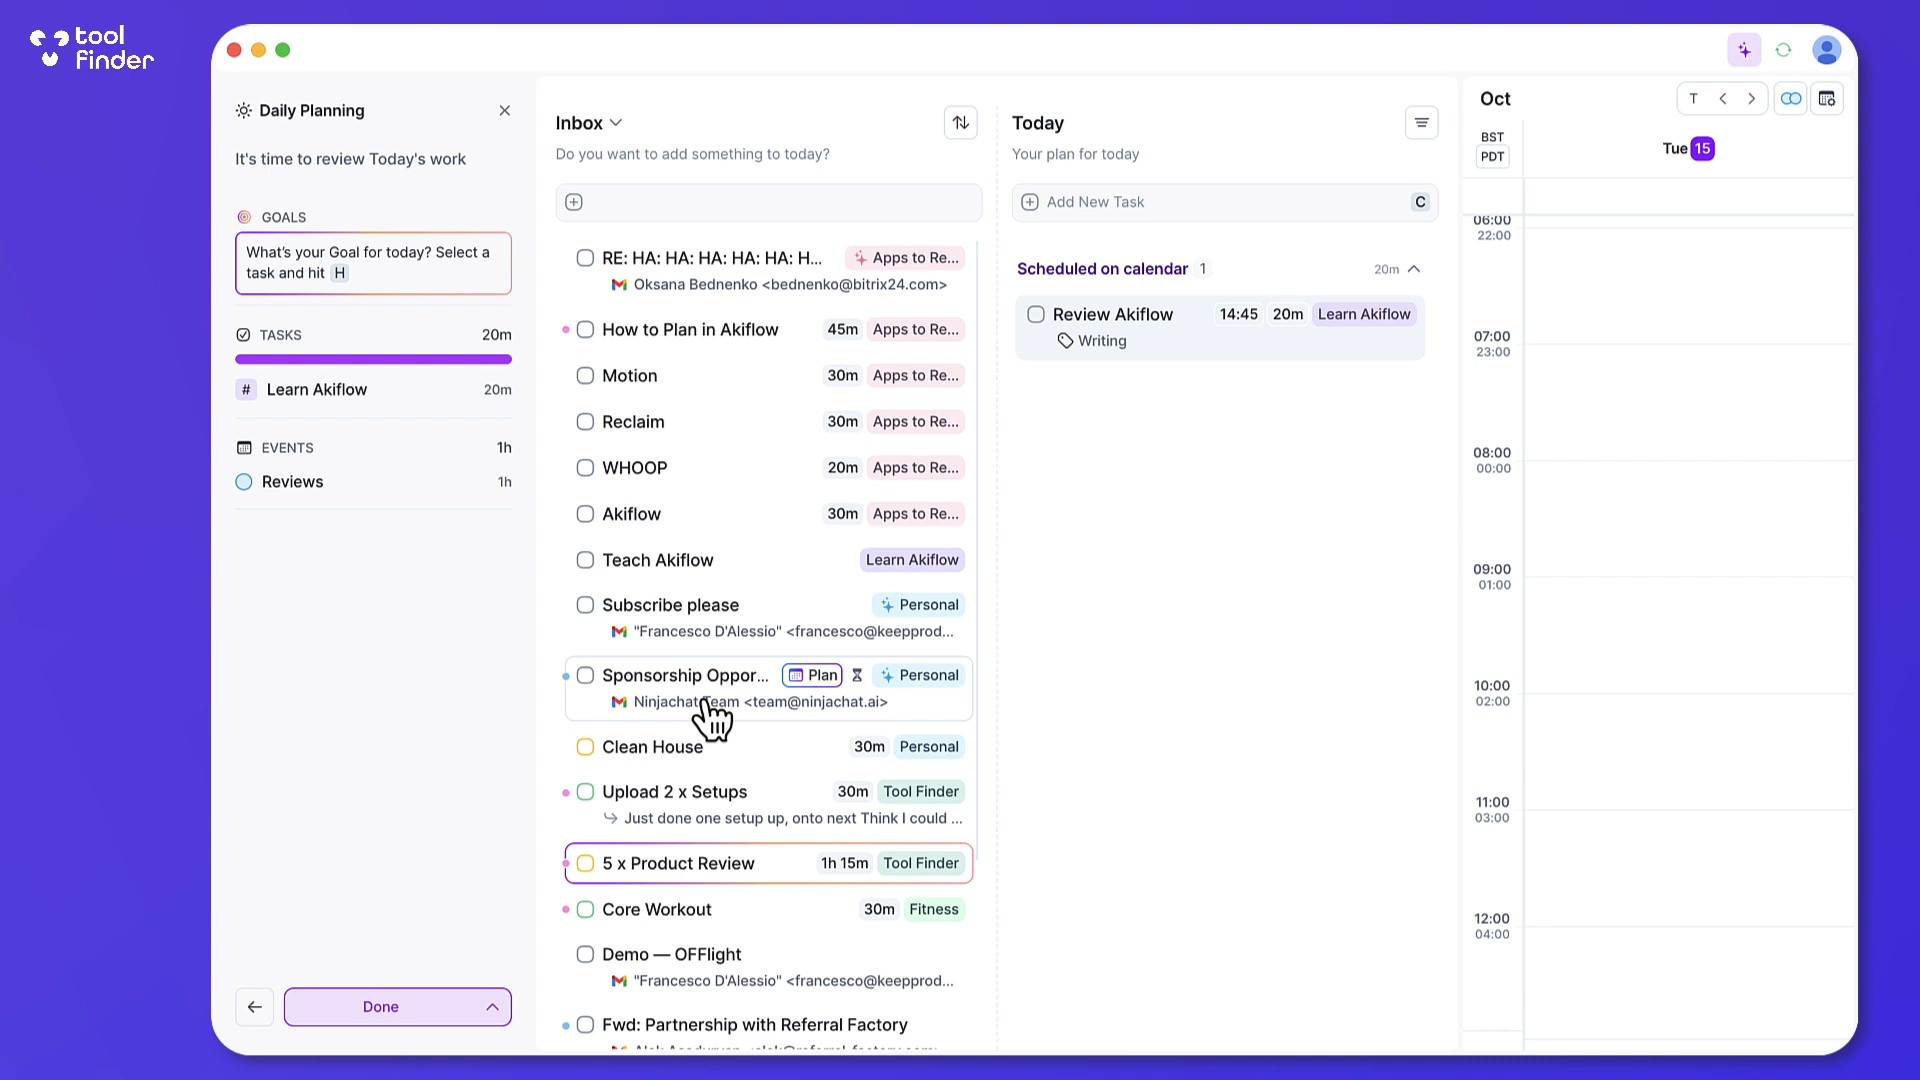 tool
finder
Daily Planning
It's time to review Today's work
GOALS
What's your Goal for today? Select a
task and hit H
TASKS 20m
# Learn Akiflow 20m
EVENTS 1h
Reviews 1h
Done
Inbox
Do you want to add something to today?
RE: HA: HA: HA: HA: HA: H... Apps to Re...
Oksana Bednenko <bednenko@bitrix24.com>
How to Plan in Akiflow 45m Apps to Re...
Motion 30m Apps to Re...
Reclaim 30m Apps to Re...
WHOOP 20m Apps to Re...
Akiflow 30m Apps to Re...
Teach Akiflow Learn Akiflow
Subscribe please Personal
"Francesco D'Alessio" <francesco@keepprod...
Sponsorship Oppor... Plan Personal
Ninjachat Team <team@ninjachat.ai>
Clean House 30m Personal
Upload 2 x Setups 30m Tool Finder
Just done one setup up, onto next Think I could ...
5 x Product Review 1h 15m Tool Finder
Core Workout 30m Fitness
Demo — OFFlight
"Francesco D'Alessio" <francesco@keepprod...
Fwd: Partnership with Referral Factory
Today
Your plan for today
Add New Task C
Scheduled on calendar 1 20m
Review Akiflow 14:45 20m Learn Akiflow
Writing
Oct T
BST
PDT
Tue 15
06:00
22:00
07:00
23:00
08:00
00:00
09:00
01:00
10:00
02:00
11:00
03:00
12:00
04:00